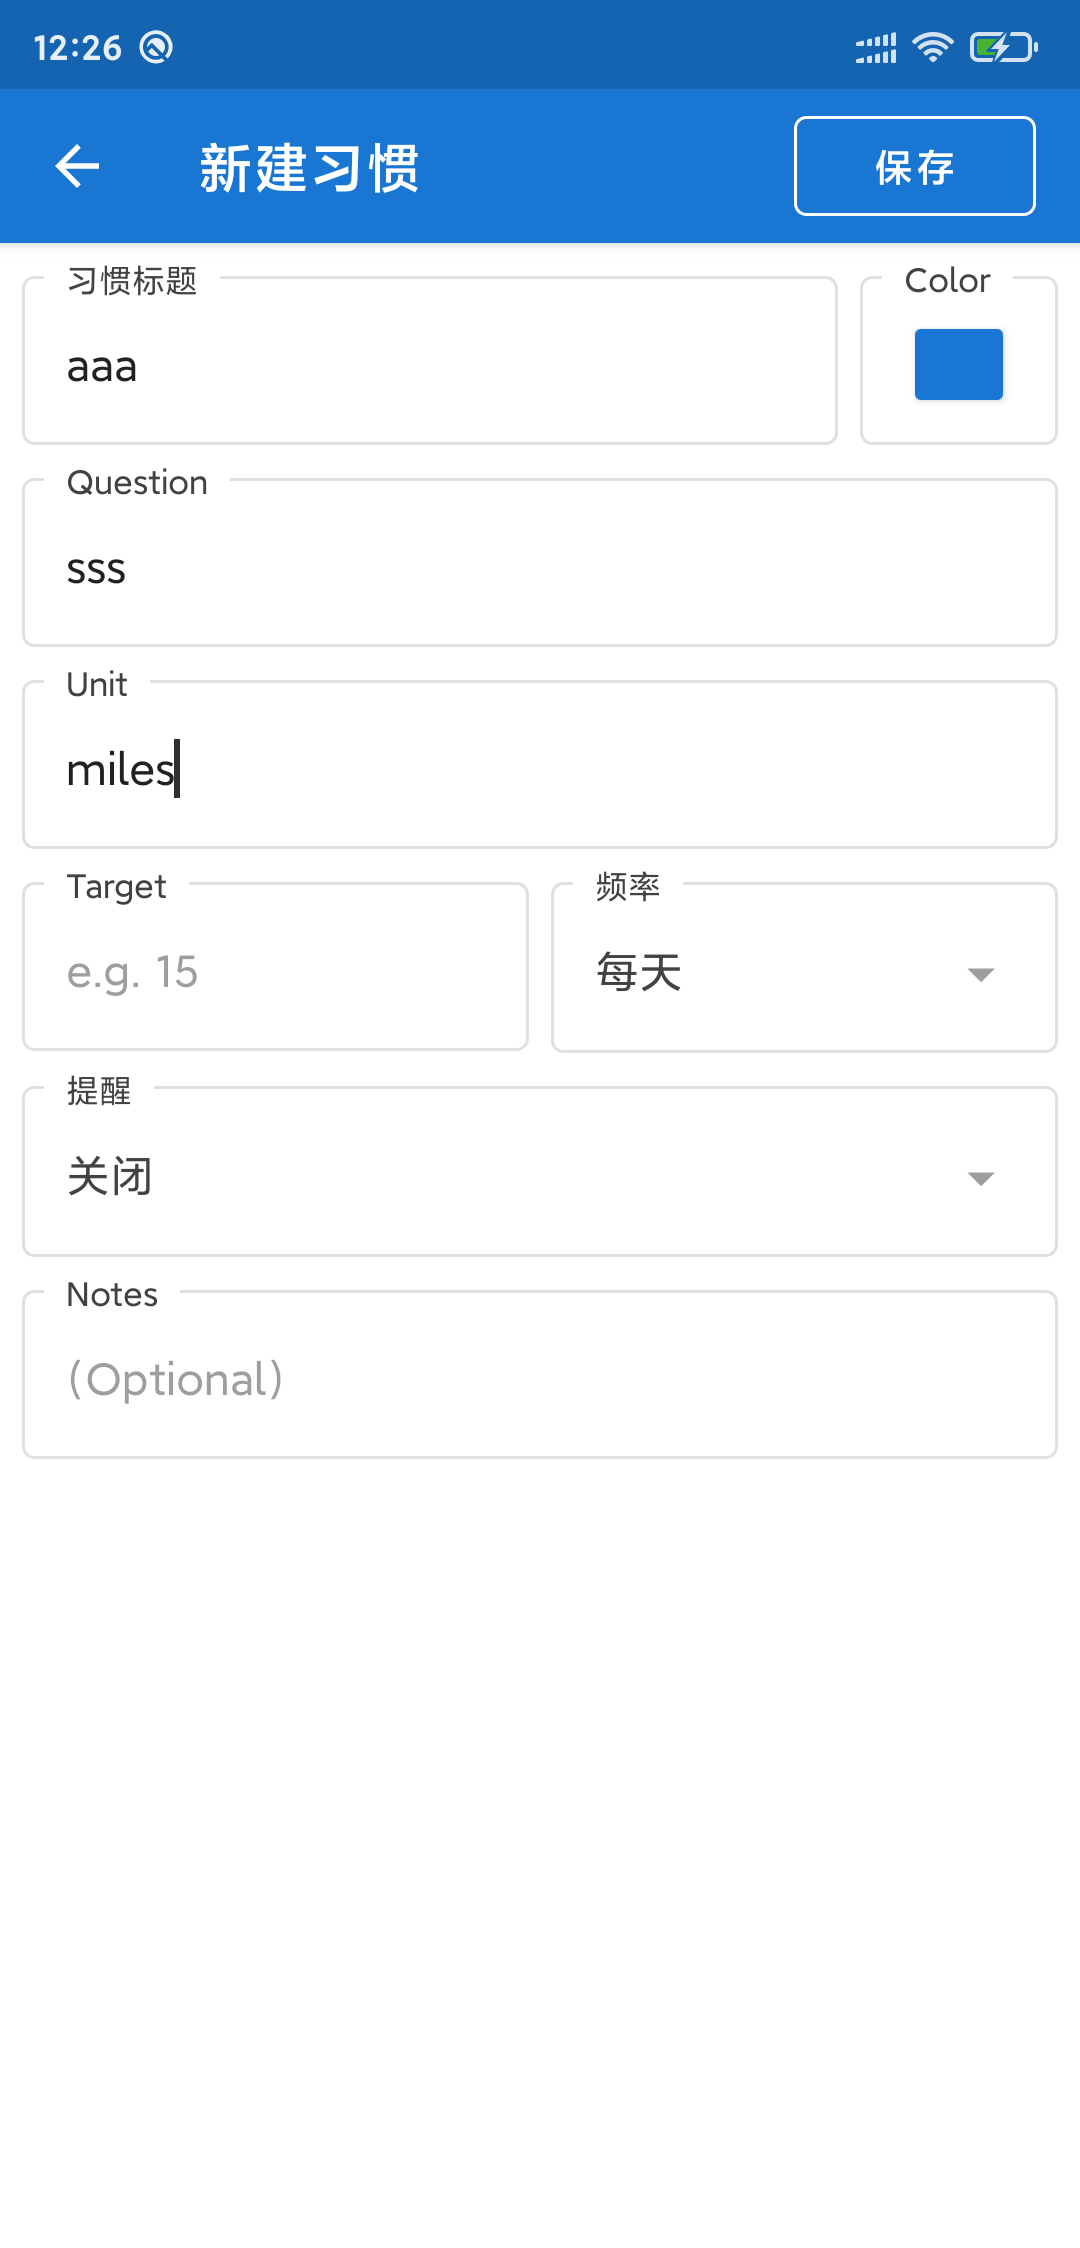 12:26
新建习惯
保存
习惯标题
Color
aaa
Question
sss
Unit
miles
Target
频率
e.g. 15
每天
提醒
关闭
Notes
(Optional)